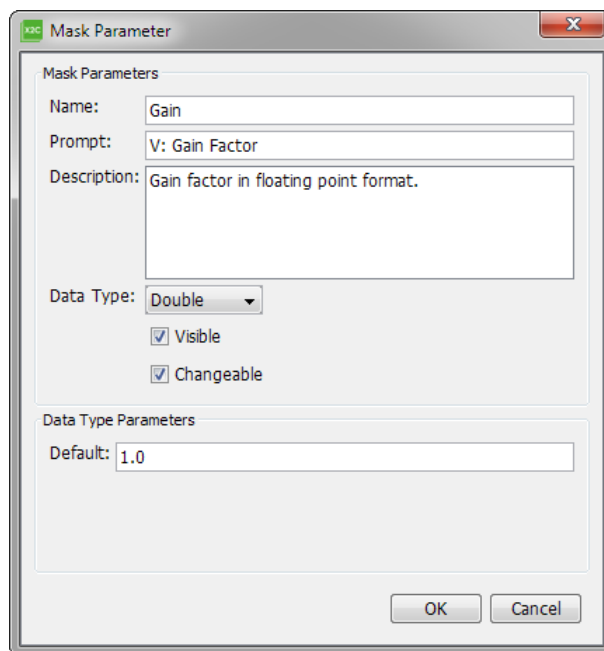 X2C Mask Parameter
Mask Parameters
Name: Gain
Prompt: V: Gain Factor
Description: Gain factor in floating point format.
Data Type: Double
Visible
Changeable
Data Type Parameters
Default: 1.0
OK Cancel